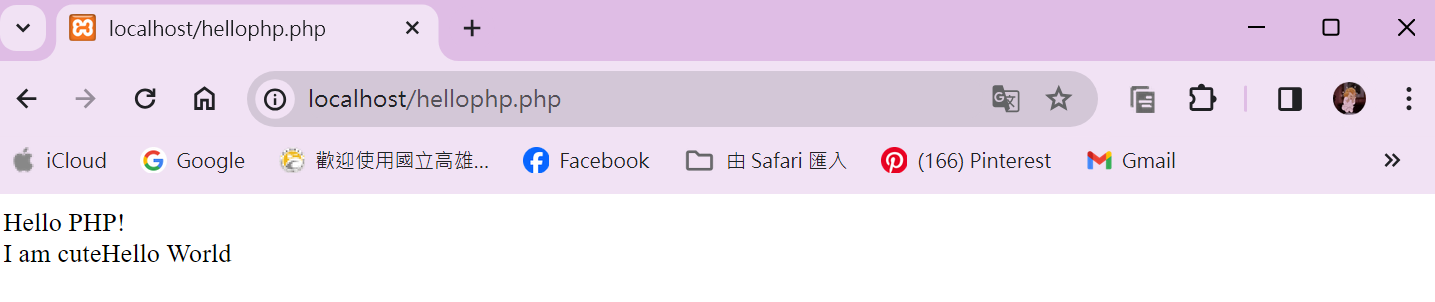 localhost/hellophp.php
localhost/hellophp.php
iCloud Google 歡迎使用國立高雄... Facebook 由 Safari 匯入 (166) Pinterest Gmail
Hello PHP!
I am cuteHello World